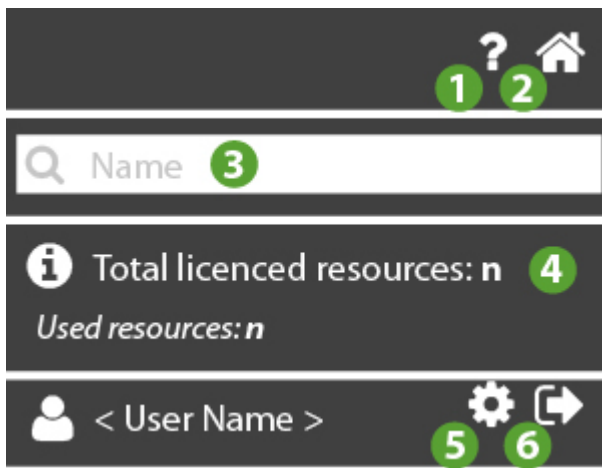 ?
1 2
Name 3
Total licenced resources: n 4
Used resources: n
< User Name >
5 6